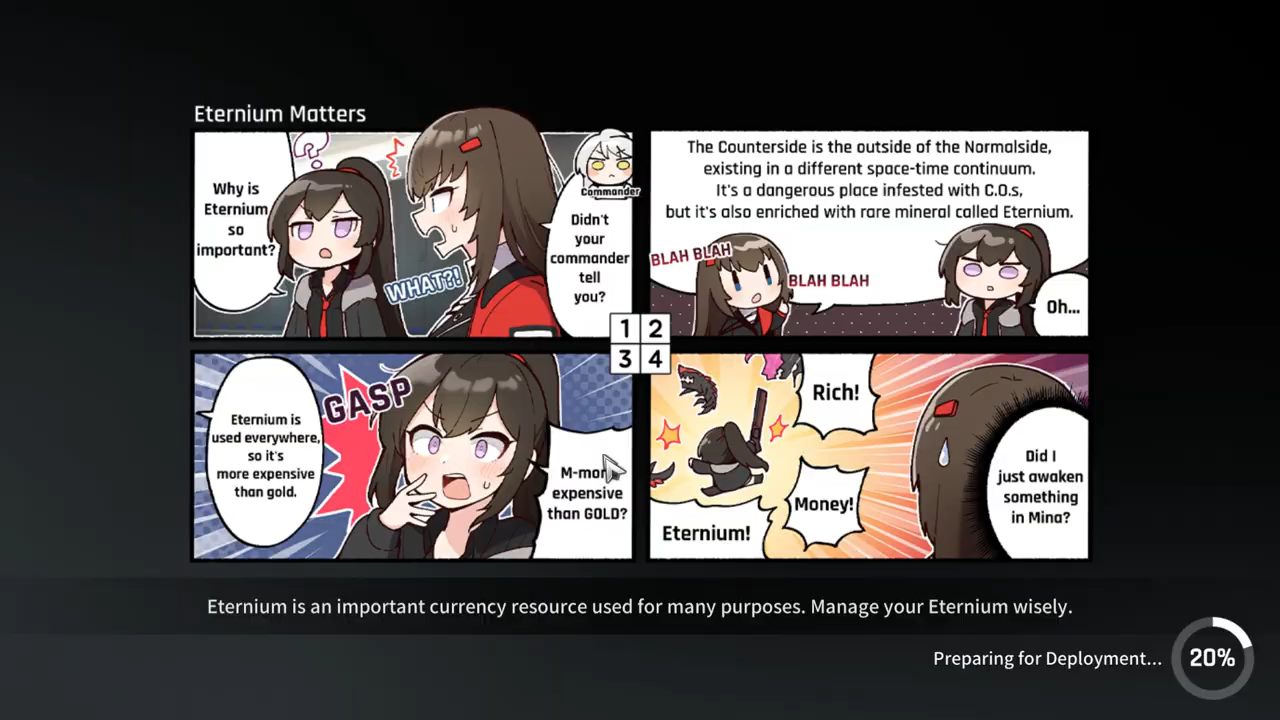 Eternium Matters
Why is
Eternium
so
important?
?
WHAT?!
Commander
Didn't
your
commander
tell
you?
The Counterside is the outside of the Normalside,
existing in a different space-time continuum.
It's a dangerous place infested with C.O.s,
but it's also enriched with rare mineral called Eternium.
BLAH BLAH
BLAH BLAH
Oh...
1 2
3 4
Eternium is
used everywhere,
so it's
more expensive
than gold.
GASP
expensive
than GOLD?
Rich!
Money!
Eternium!
Did I
just awaken
something
in Mina?
Eternium is an important currency resource used for many purposes. Manage your Eternium wisely.
Preparing for Deployment...
20%